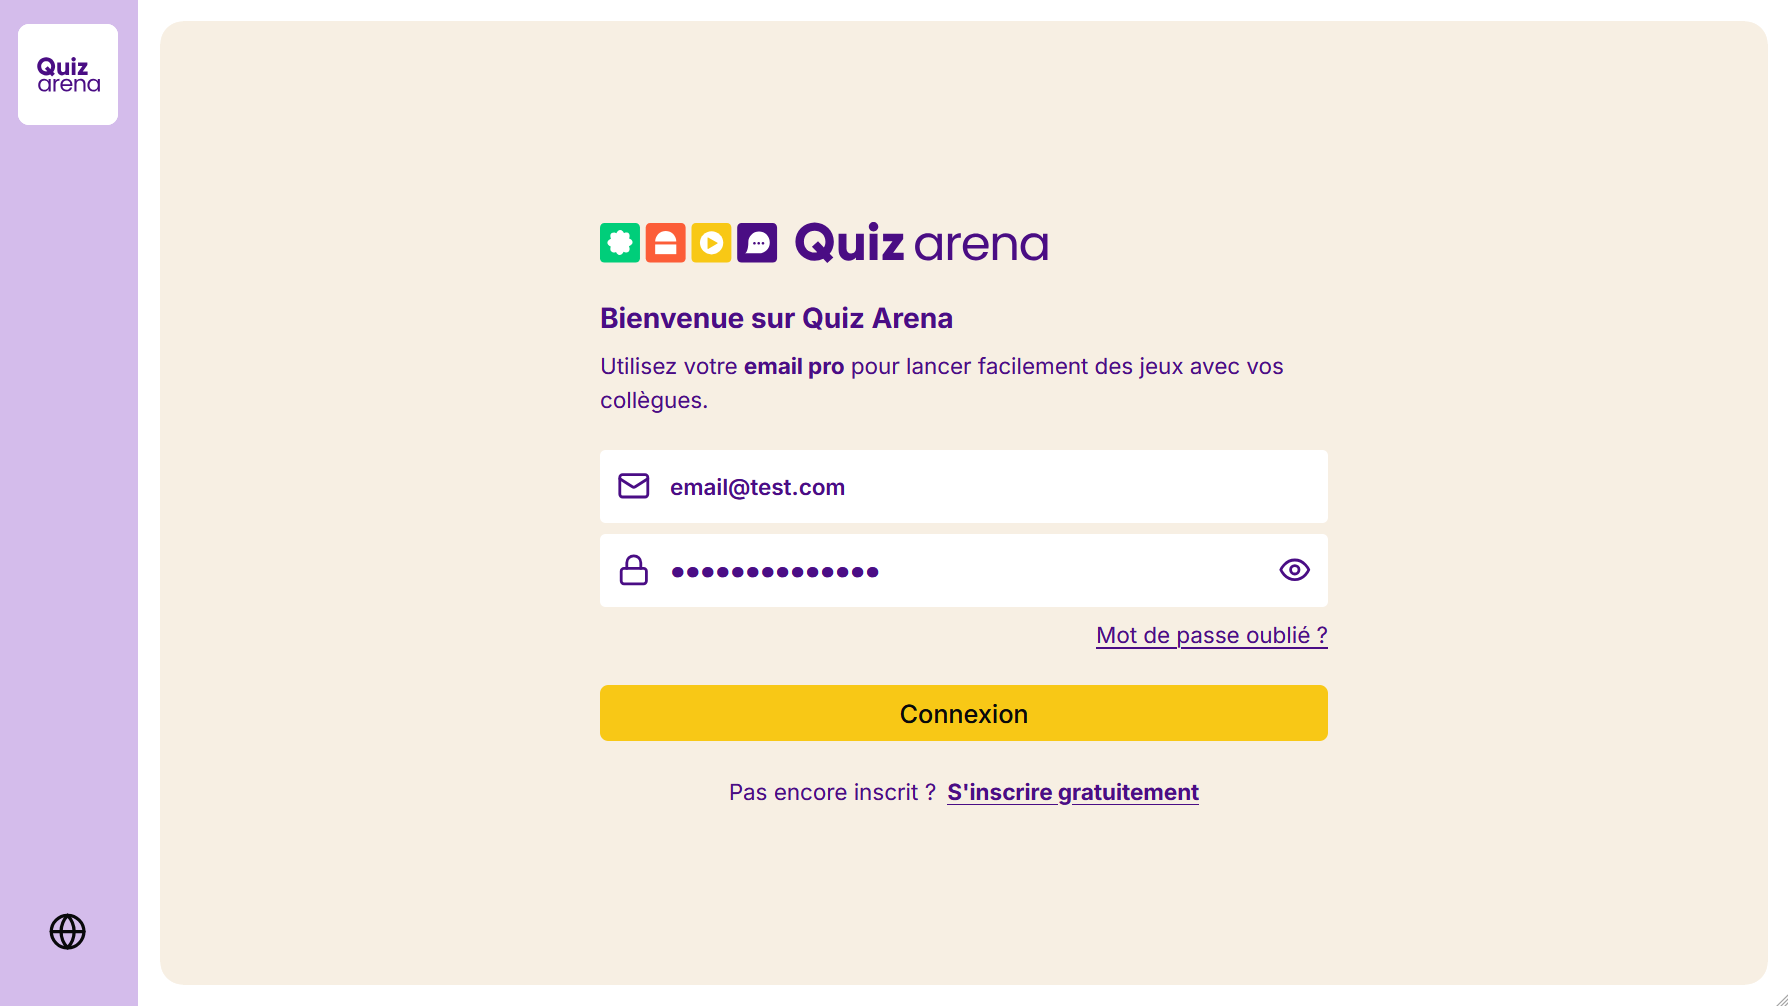 Quiz
arena
Quiz arena
Bienvenue sur Quiz Arena
Utilisez votre email pro pour lancer facilement des jeux avec vos
collègues.
email@test.com
••••••••••••••
Mot de passe oublié ?
Connexion
Pas encore inscrit ? S'inscrire gratuitement